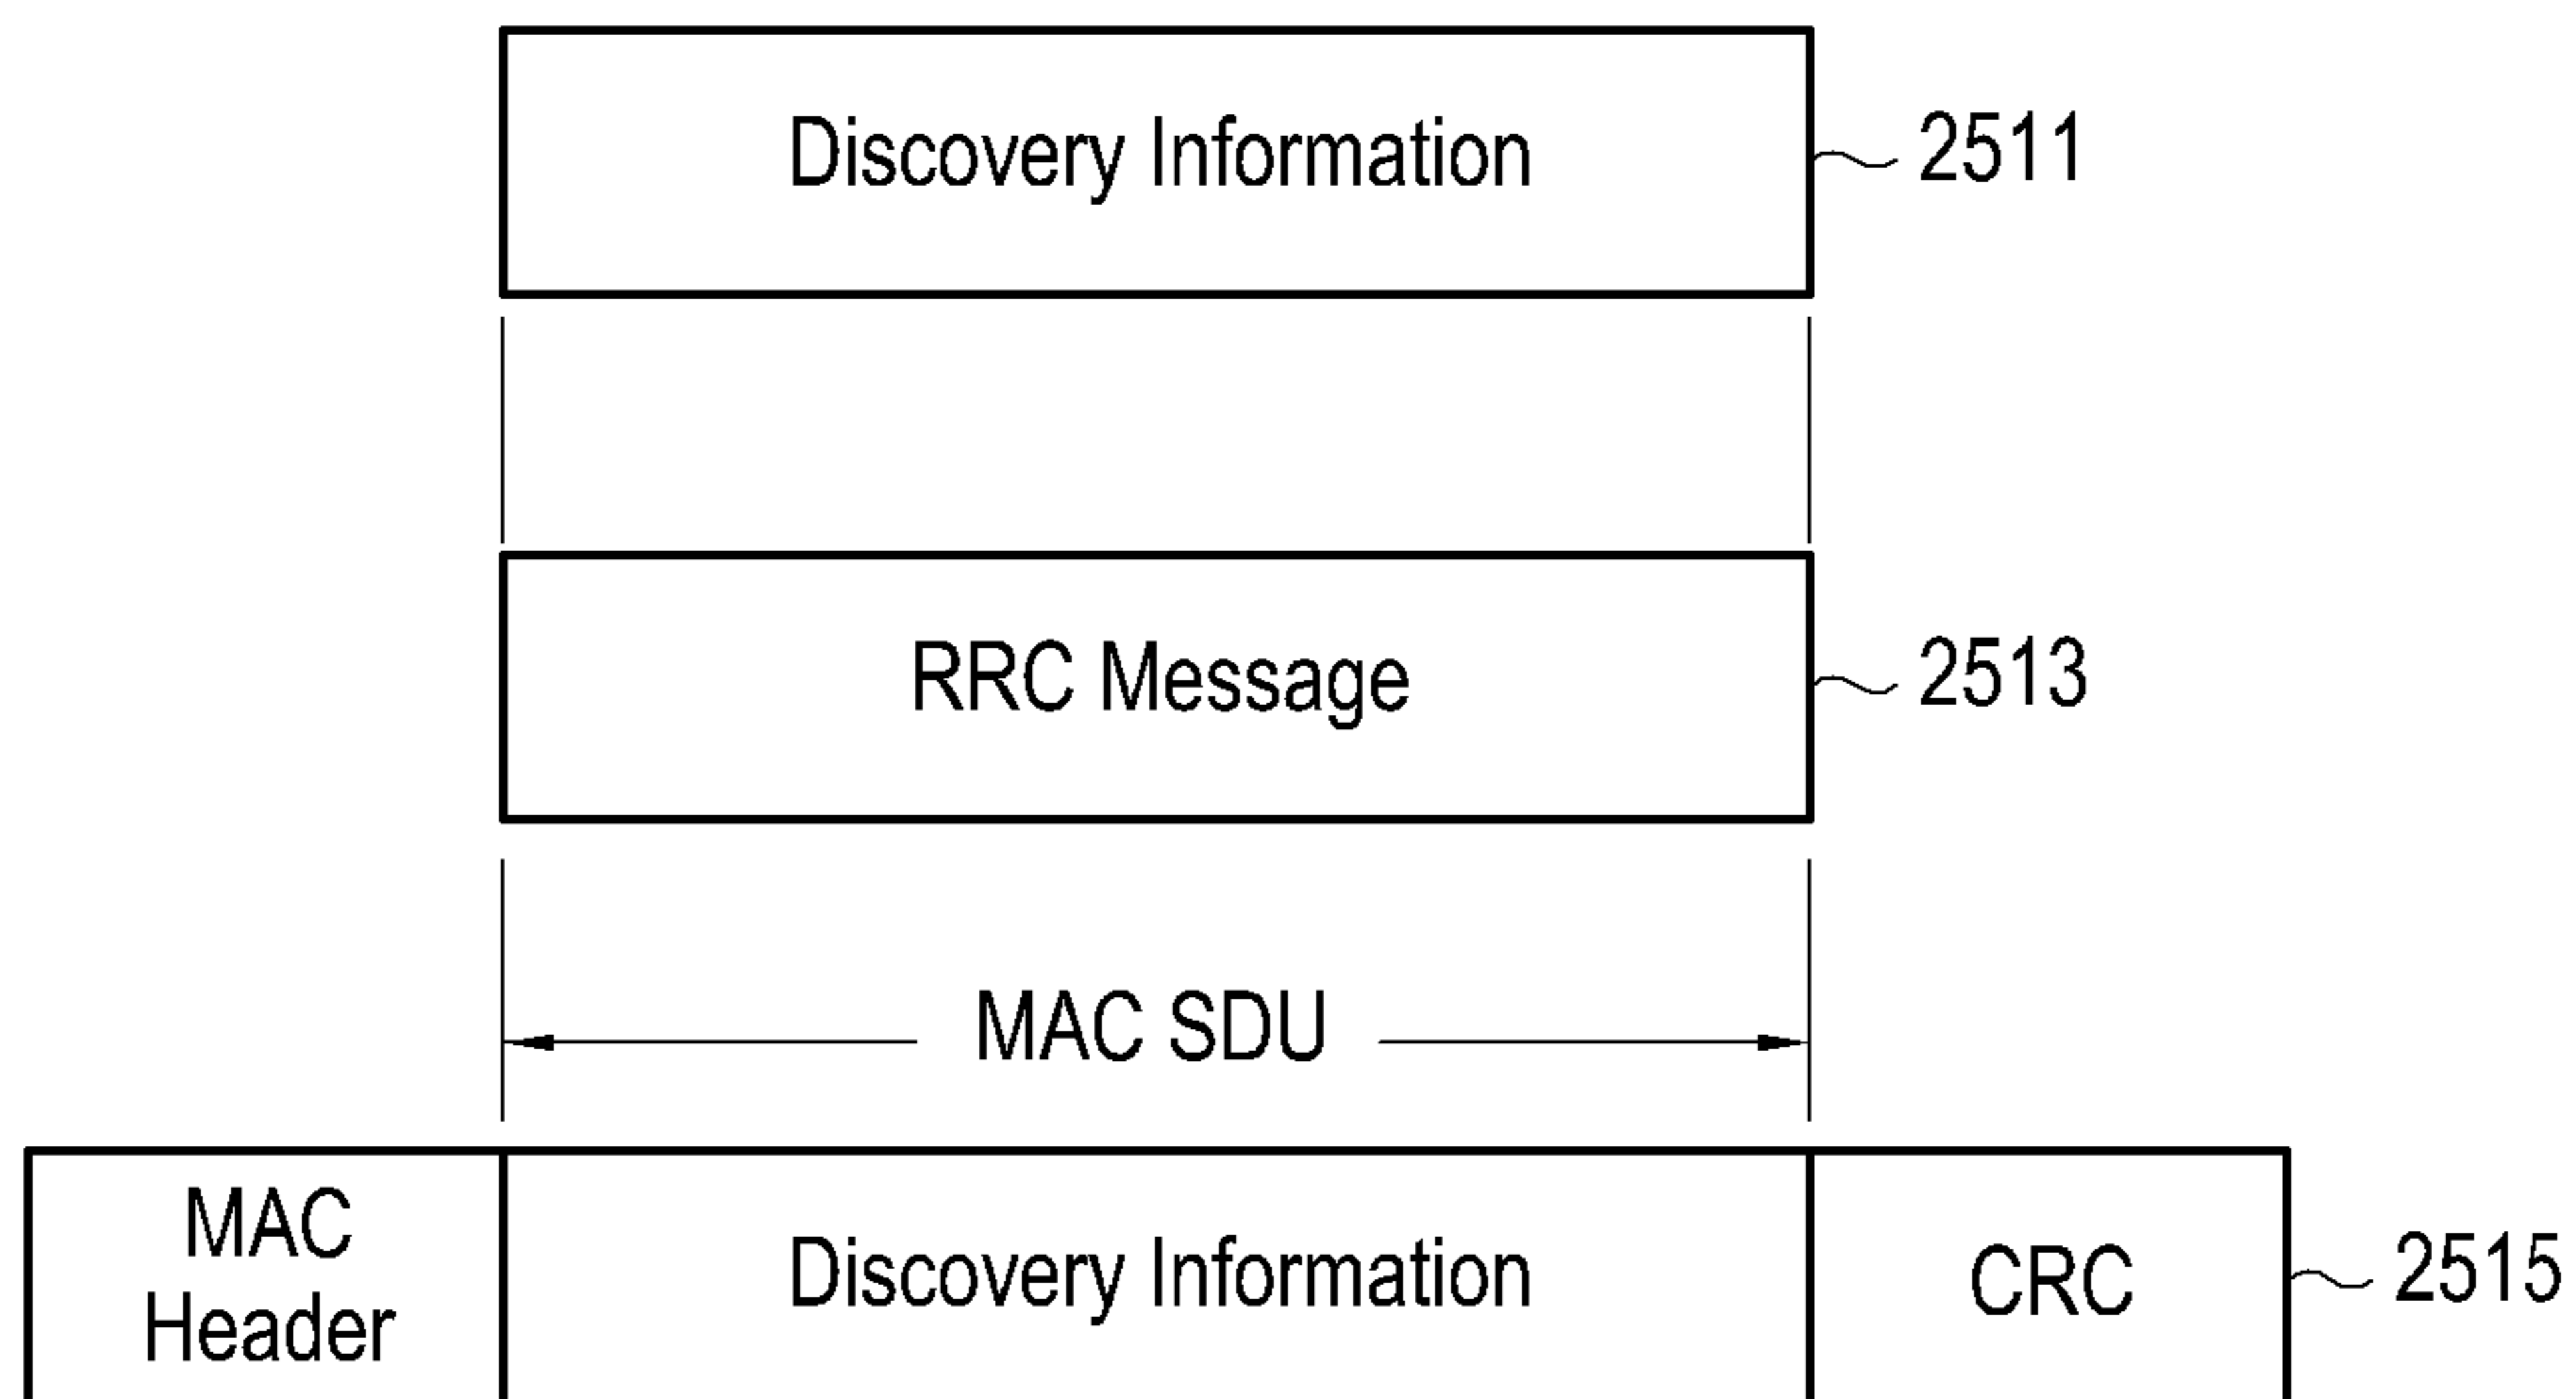 Discovery Information
2511
RRC Message
2513
MAC SDU
MAC
Header
Discovery Information
CRC
2515